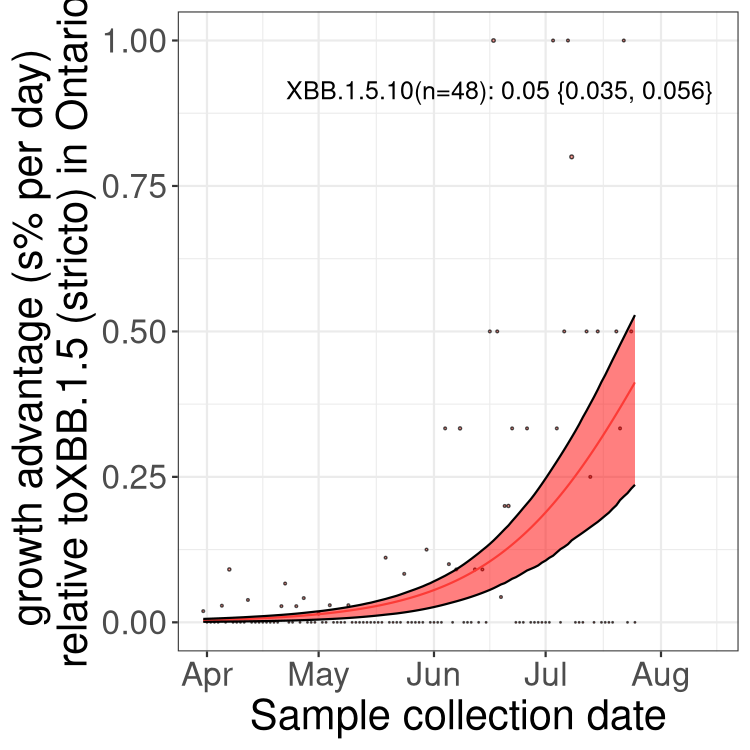 growth advantage (s% per day)
relative toXBB.1.5 (stricto) in Ontario
1.00
0.75
0.50
0.25
0.00
XBB.1.5.10(n=48): 0.05 {0.035, 0.056}
Apr May Jun Jul Aug
Sample collection date